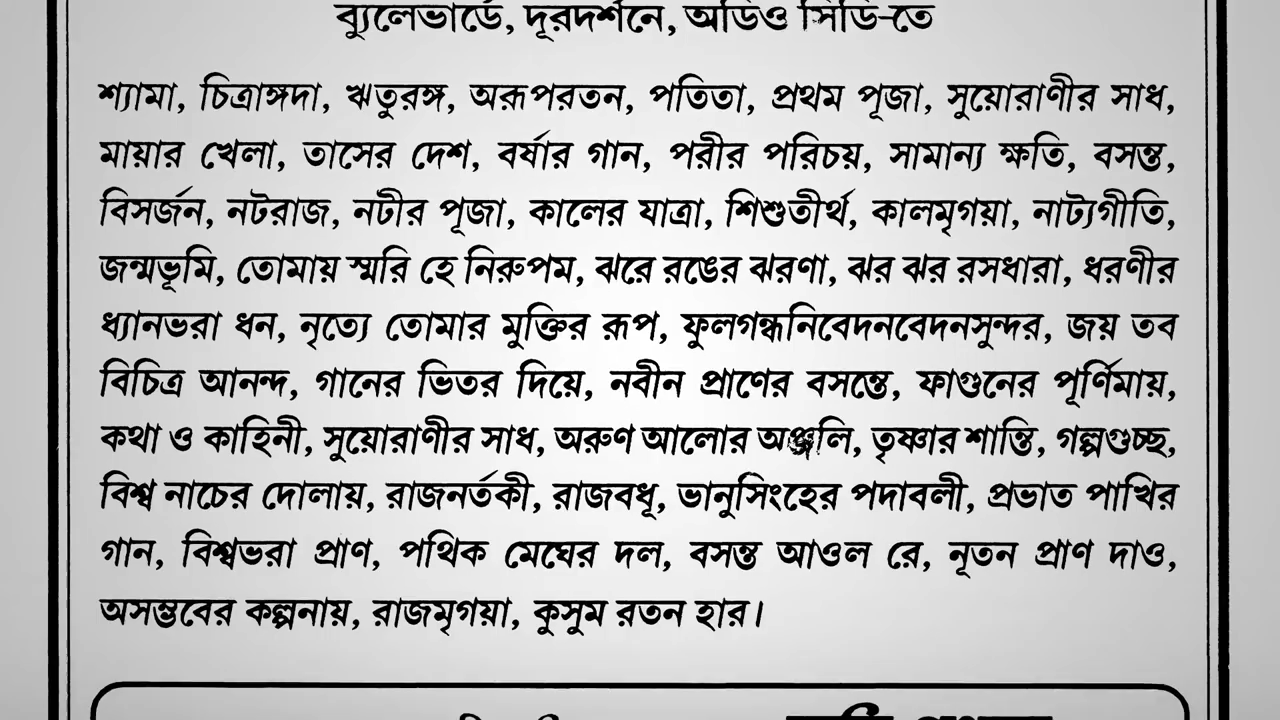 ব্যুলেভার্ডে, দূরদর্শনে, অডিও সিডি-তে
শ্যামা, চিত্রাঙ্গদা, ঋতুরঙ্গ, অরূপরতন, পতিতা, প্রথম পূজা, সুয়োরাণীর সাধ,
মায়ার খেলা, তাসের দেশ, বর্ষার গান, পরীর পরিচয়, সামান্য ক্ষতি, বসন্ত,
বিসর্জন, নটরাজ, নটীর পূজা, কালের যাত্রা, শিশুতীর্থ, কালমৃগয়া, নাট্যগীতি,
জন্মভূমি, তোমায় স্মরি হে নিরুপম, ঝরে রঙের ঝরণা, ঝর ঝর রসধারা, ধরণীর
ধ্যানভরা ধন, নৃত্যে তোমার মুক্তির রূপ, ফুলগন্ধনিবেদনবেদনসুন্দর, জয় তব
বিচিত্র আনন্দ, গানের ভিতর দিয়ে, নবীন প্রাণের বসন্তে, ফাগুনের পূর্ণিমায়,
কথা ও কাহিনী, সুয়োরাণীর সাধ, অরুণ আলোর অঞ্জলি, তৃষ্ণার শান্তি, গল্পগুচ্ছ,
বিশ্ব নাচের দোলায়, রাজনর্তকী, রাজবধূ, ভানুসিংহের পদাবলী, প্রভাত পাখির
গান, বিশ্বভরা প্রাণ, পথিক মেঘের দল, বসন্ত আওল রে, নূতন প্রাণ দাও,
অসম্ভবের কল্পনায়, রাজমৃগয়া, কুসুম রতন হার।